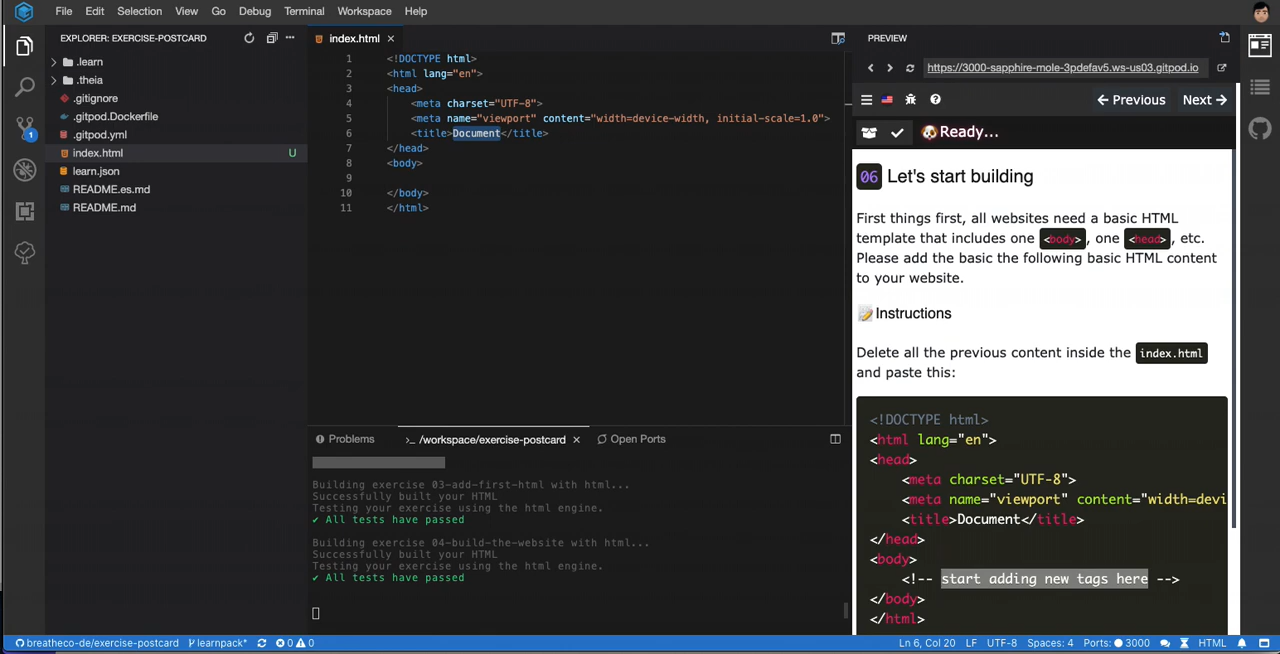 File Edit Selection View Go Debug Terminal Workspace Help
EXPLORER: EXERCISE-POSTCARD
.learn
.theia
.gitignore
.gitpod.Dockerfile
.gitpod.yml
index.html U
learn.json
README.es.md
README.md
1
index.html
1 <!DOCTYPE html>
2 <html lang="en">
3 <head>
4 <meta charset="UTF-8">
5 <meta name="viewport" content="width=device-width, initial-scale=1.0">
6 <title>Document</title>
7 </head>
8 <body>
9
10 </body>
11 </html>
Problems >_ /workspace/exercise-postcard Open Ports
Building exercise 03-add-first-html with html...
Successfully built your HTML
Testing your exercise using the html engine.
✔ All tests have passed
Building exercise 04-build-the-website with html...
Successfully built your HTML
Testing your exercise using the html engine.
✔ All tests have passed
PREVIEW
https://3000-sapphire-mole-3pdefav5.ws-us03.gitpod.io
← Previous Next →
🐶Ready...
06 Let's start building
First things first, all websites need a basic HTML
template that includes one <body>, one <head>, etc.
Please add the basic the following basic HTML content
to your website.
📝Instructions
Delete all the previous content inside the index.html
and paste this:
<!DOCTYPE html>
<html lang="en">
<head>
<meta charset="UTF-8">
<meta name="viewport" content="width=devi
<title>Document</title>
</head>
<body>
<!-- start adding new tags here -->
</body>
</html>
breatheco-de/exercise-postcard learnpack* 0 0 Ln 6, Col 20 LF UTF-8 Spaces: 4 Ports: 3000 HTML